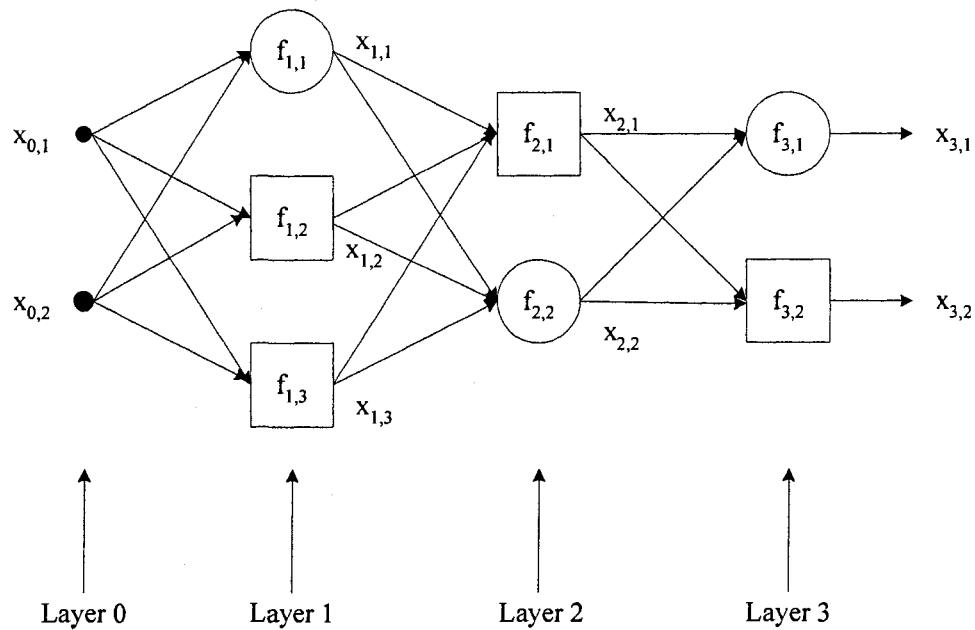 f1,1
x1,1
x0,1
f2,1
x2,1
f3,1
x3,1
f1,2
x1,2
x0,2
f2,2
x2,2
f3,2
x3,2
f1,3
x1,3
Layer 0
Layer 1
Layer 2
Layer 3